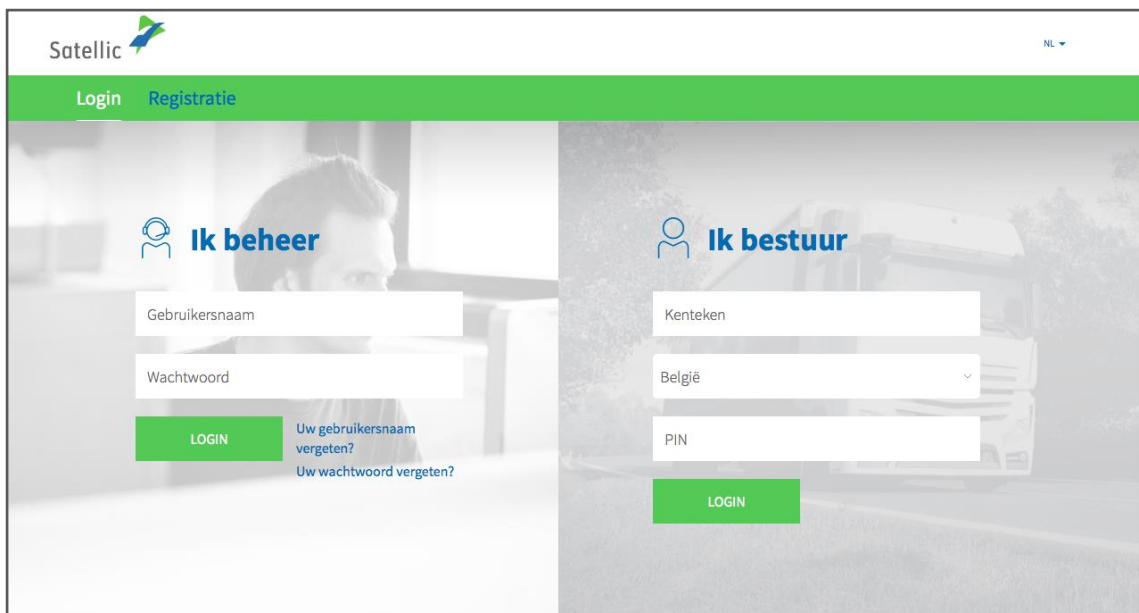 Satellic
NL
Login Registratie
Ik beheer
Gebruikersnaam
Wachtwoord
LOGIN
Uw gebruikersnaam
vergeten?
Uw wachtwoord vergeten?
Ik bestuur
Kenteken
België
PIN
LOGIN